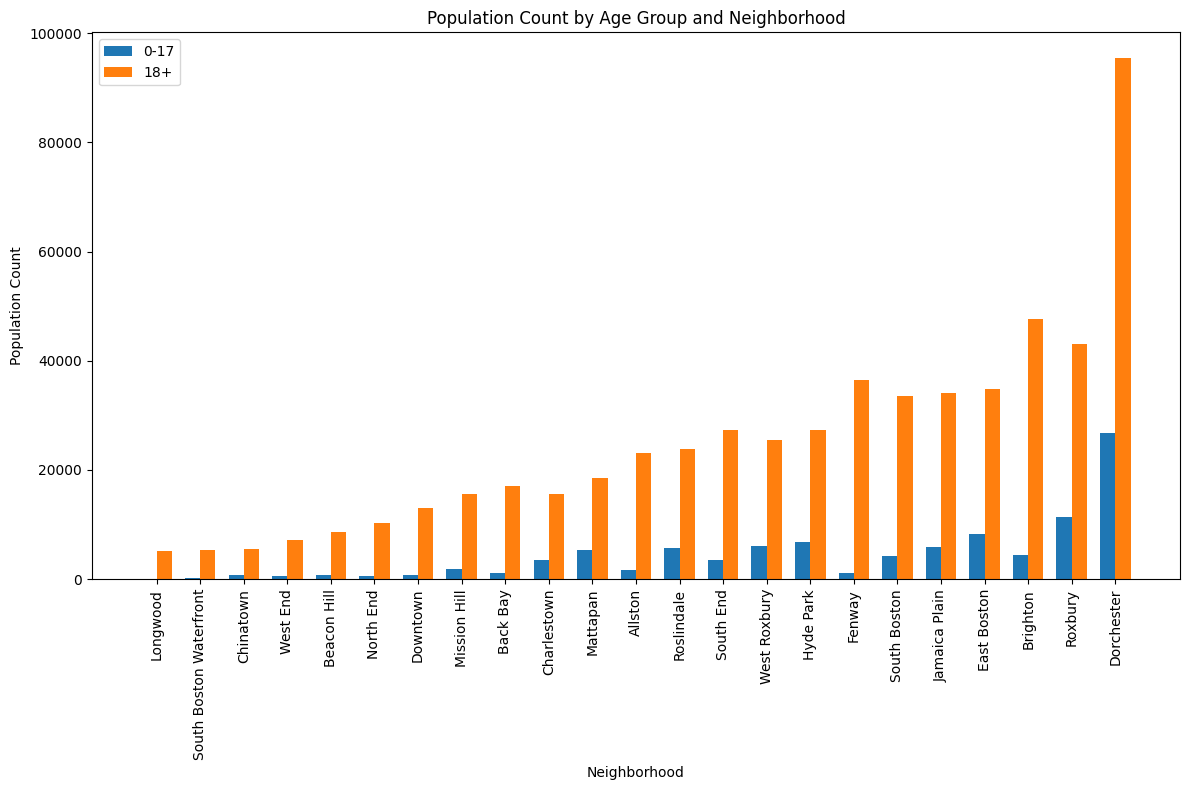 Population Count by Age Group and Neighborhood
0-17
18+
100000
80000
60000
40000
20000
0
Population Count
Longwood
South Boston Waterfront
Chinatown
West End
Beacon Hill
North End
Downtown
Mission Hill
Back Bay
Charlestown
Mattapan
Allston
Roslindale
South End
West Roxbury
Hyde Park
Fenway
South Boston
Jamaica Plain
East Boston
Brighton
Roxbury
Dorchester
Neighborhood